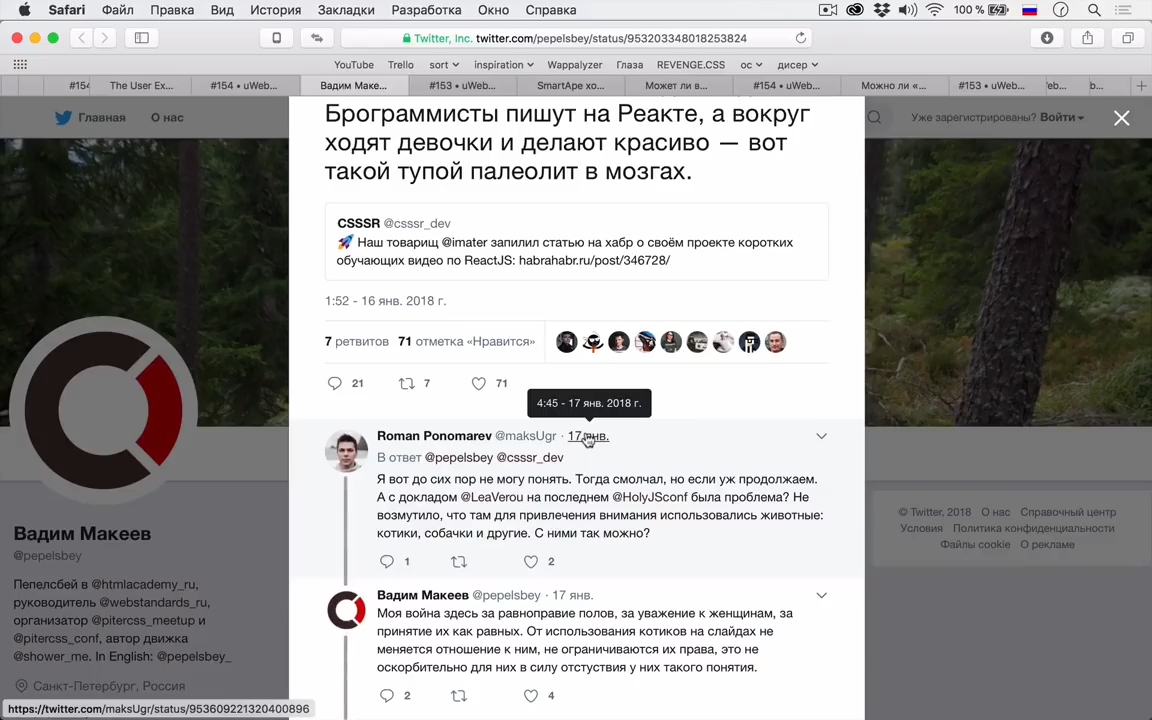 Safari Файл Правка Вид История Закладки Разработка Окно Справка 100 %
Twitter, Inc. twitter.com/pepelsbey/status/953203348018253824
YouTube Trello sort inspiration Wappalyzer Глаза REVENGE.CSS ос дисер
#154 The User Ex... #154 • uWeb... Вадим Маке... #153 • uWeb... SmartApe хо... Может ли в... #154 • uWeb... Можно ли «... #153 • uWeb... 'eb... b...
Главная О нас Уже зарегистрированы? Войти
Брограммисты пишут на Реакте, а вокруг
ходят девочки и делают красиво — вот
такой тупой палеолит в мозгах.
CSSSR @csssr_dev
🚀 Наш товарищ @imater запилил статью на хабр о своём проекте коротких
обучающих видео по ReactJS: habrahabr.ru/post/346728/
1:52 - 16 янв. 2018 г.
7 ретвитов 71 отметка «Нравится»
21 7 71
4:45 - 17 янв. 2018 г.
Roman Ponomarev @maksUgr · 17 янв.
В ответ @pepelsbey @csssr_dev
Я вот до сих пор не могу понять. Тогда смолчал, но если уж продолжаем.
А с докладом @LeaVerou на последнем @HolyJSconf была проблема? Не
возмутило, что там для привлечения внимания использовались животные:
котики, собачки и другие. С ними так можно?
1 2
Вадим Макеев @pepelsbey · 17 янв.
Моя война здесь за равноправие полов, за уважение к женщинам, за
принятие их как равных. От использования котиков на слайдах не
меняется отношение к ним, не ограничиваются их права, это не
оскорбительно для них в силу отстуствия у них такого понятия.
2 4
Вадим Макеев
@pepelsbey
Пепелсбей в @htmlacademy_ru,
руководитель @webstandards_ru,
организатор @pitercss_meetup и
@pitercss_conf, автор движка
@shower_me. In English: @pepelsbey_
Санкт-Петербург, Россия
© Twitter, 2018 О нас Справочный центр
Условия Политика конфиденциальности
Файлы cookie О рекламе
https://twitter.com/maksUgr/status/953609221320400896